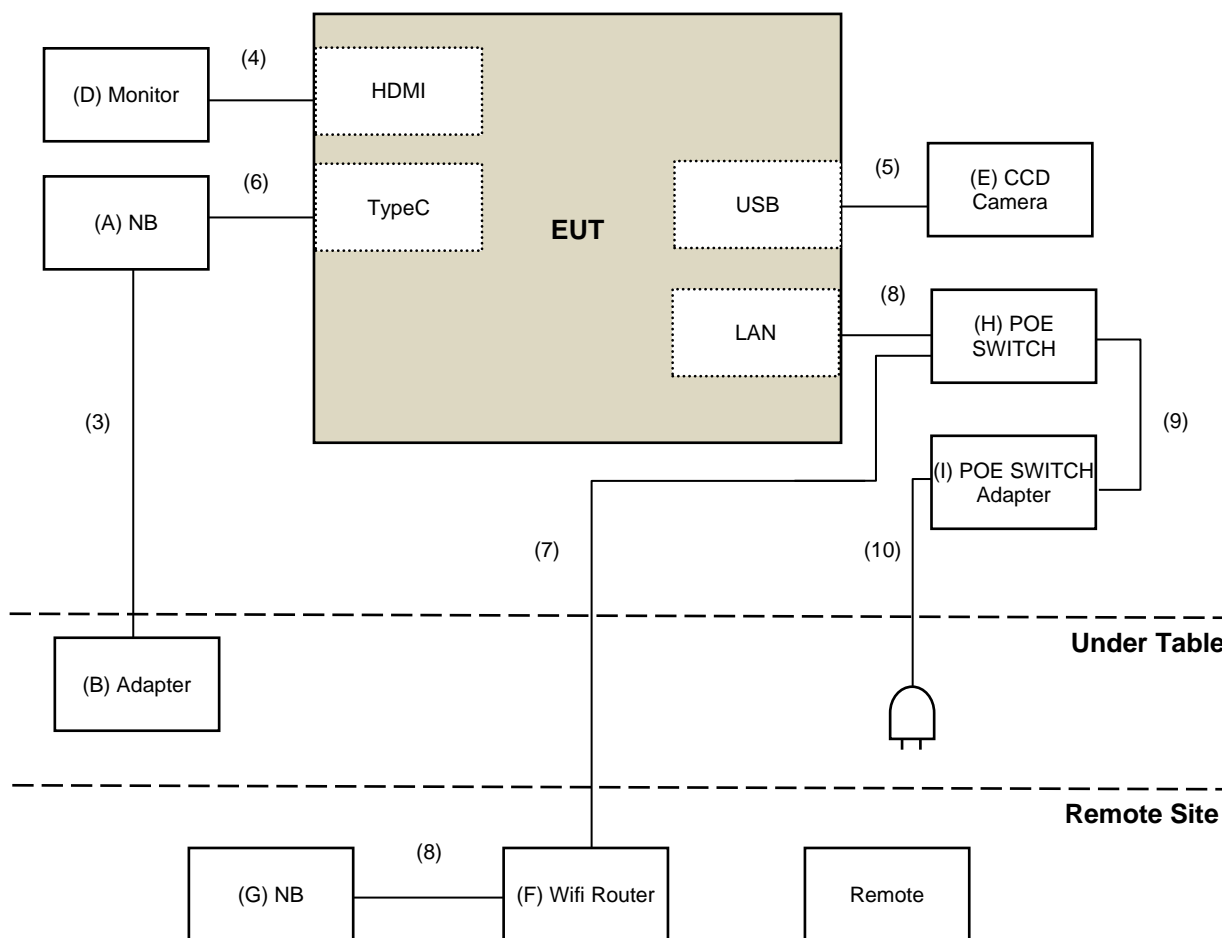 (4)
(D) Monitor
HDMI
(6)
(A) NB
TypeC
EUT
USB
(5)
(E) CCD
Camera
LAN
(8)
(H) POE
SWITCH
(3)
(9)
(I) POE SWITCH
Adapter
(7)
(10)
Under Table
(B) Adapter
Remote Site
(8)
(G) NB
(F) Wifi Router
Remote